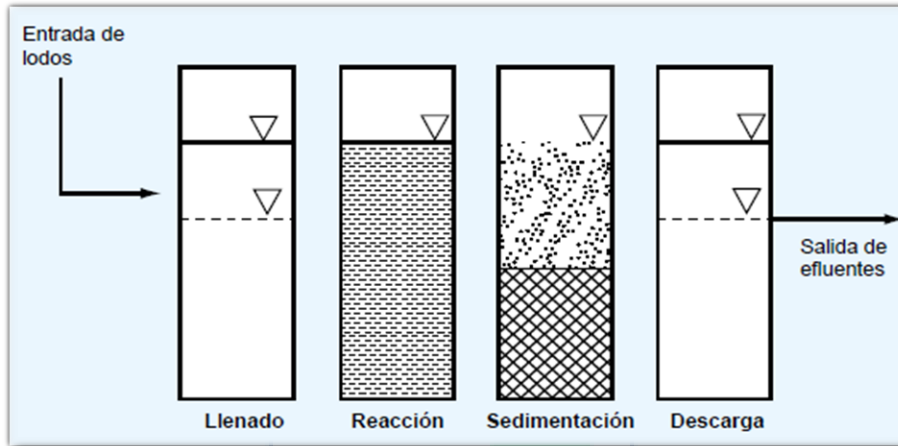 Entrada de
lodos
Salida de
efluentes
Llenado
Reacción
Sedimentación
Descarga